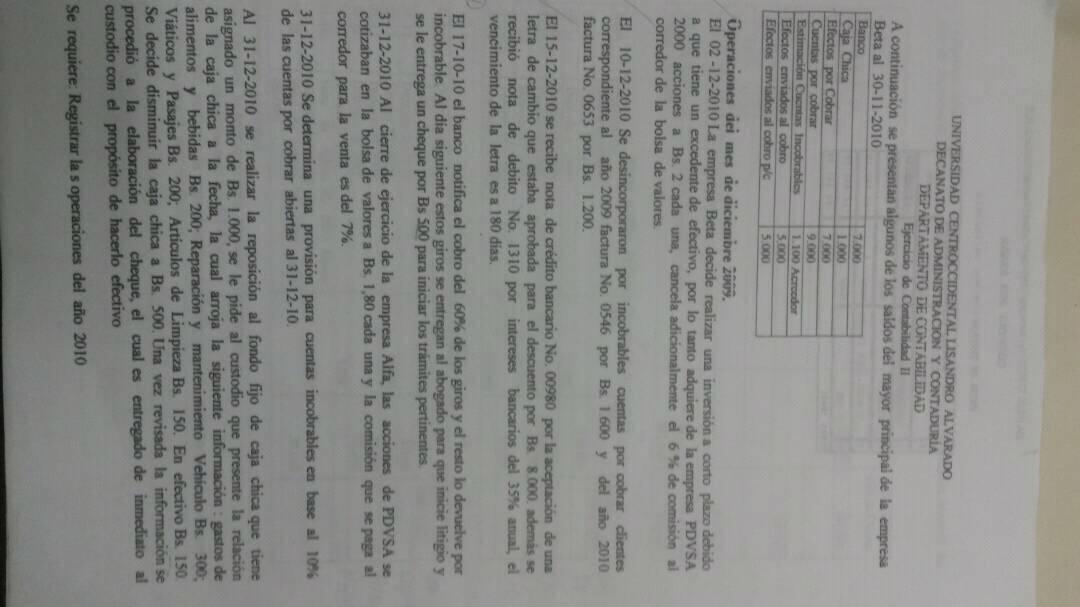 UNIVERSIDAD CENTROCCIDENTAL LISANDRO ALVARADO
DECANATO DE ADMINISTRACION Y CONTADURÍA
DEPARTAMENTO DE CONTABILIDAD
Ejercicio de Contabilidad II
A continuación se presentan algunos de los saldos del mayor principal de la empresa
Beta al 30-11-2010
Banco 7.000
Caja Chica 1.000
Efectos por Cobrar 7.000
Cuentas por cobrar 9.000
Estimación Cuentas Incobrables 1.100 Acreedor
Efectos enviados al cobro 5.000
Efectos enviados al cobro p/c 5.000
Operaciones del mes de diciembre 2009.
El 02 -12-2010 La empresa Beta decide realizar una inversión a corto plazo debido
a que tiene un excedente de efectivo, por lo tanto adquiere de la empresa PDVSA
2000 acciones a Bs. 2 cada una, cancela adicionalmente el 6 % de comisión al
corredor de la bolsa de valores.
El 10-12-2010 Se desincorporaron por incobrables cuentas por cobrar clientes
correspondiente al año 2009 factura No. 0546 por Bs. 1.600 y del año 2010
factura No. 0653 por Bs. 1.200.
El 15-12-2010 se recibe nota de crédito bancario No. 00980 por la aceptación de una
letra de cambio que estaba aprobada para el descuento por Bs. 8.000, además se
recibió nota de debito No. 1310 por intereses bancarios del 35% anual, el
vencimiento de la letra es a 180 días.
El 17-10-10 el banco notifica el cobro del 60% de los giros y el resto lo devuelve por
incobrable. Al día siguiente estos giros se entregan al abogado para que inicie litigio y
se le entrega un cheque por Bs 500 para iniciar los trámites pertinentes.
31-12-2010 Al cierre de ejercicio de la empresa Alfa, las acciones de PDVSA se
cotizaban en la bolsa de valores a Bs. 1,80 cada una y la comisión que se paga al
corredor para la venta es del 7%.
31-12-2010 Se determina una provisión para cuentas incobrables en base al 10%
de las cuentas por cobrar abiertas al 31-12-10.
Al 31-12-2010 se realizar la reposición al fondo fijo de caja chica que tiene
asignado un monto de Bs. 1.000, se le pide al custodio que presente la relación
de la caja chica a la fecha, la cual arroja la siguiente información : gastos de
alimentos y bebidas Bs. 200; Reparación y mantenimiento Vehículo Bs. 300;
Viáticos y Pasajes Bs. 200; Artículos de Limpieza Bs. 150. En efectivo Bs. 150.
Se decide disminuir la caja chica a Bs. 500. Una vez revisada la información se
procedió a la elaboración del cheque, el cual es entregado de inmediato al
custodio con el propósito de hacerlo efectivo
Se requiere: Registrar la s operaciones del año 2010